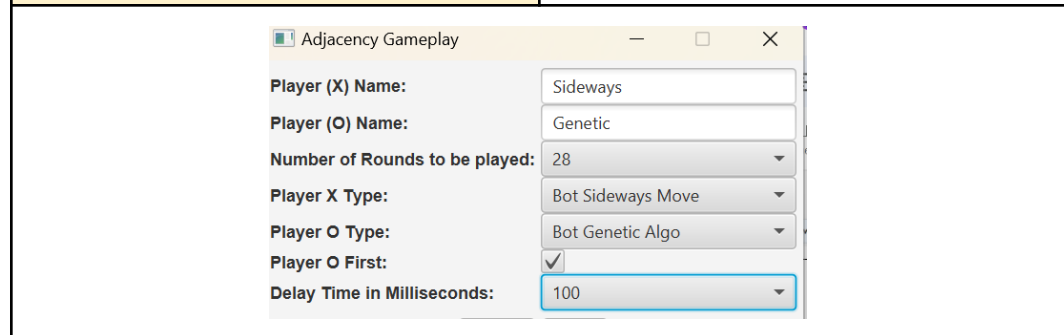 Adjacency Gameplay
Player (X) Name: Sideways
Player (O) Name: Genetic
Number of Rounds to be played: 28
Player X Type: Bot Sideways Move
Player O Type: Bot Genetic Algo
Player O First:
Delay Time in Milliseconds: 100